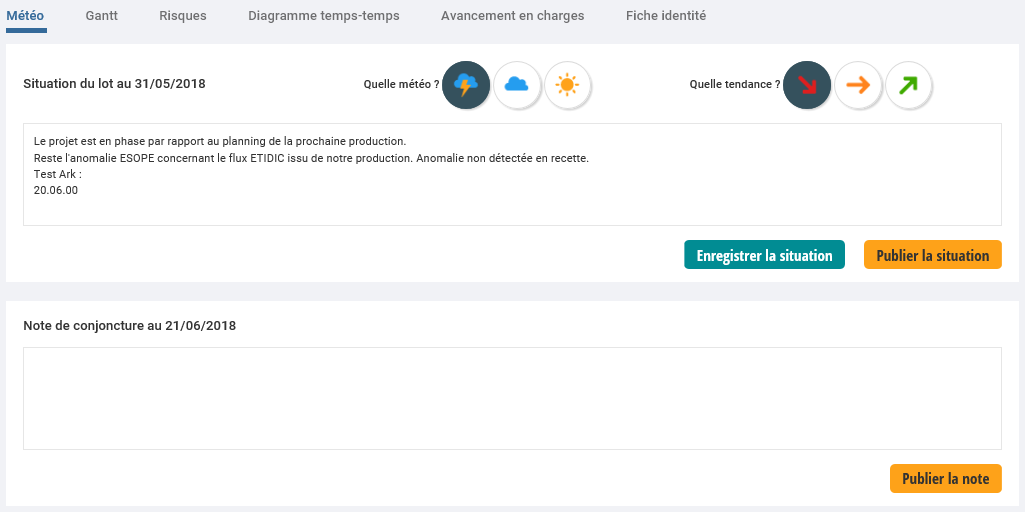 Météo Gantt Risques Diagramme temps-temps Avancement en charges Fiche identité
Situation du lot au 31/05/2018 Quelle météo ? Quelle tendance ?
Le projet est en phase par rapport au planning de la prochaine production.
Reste l'anomalie ESOPE concernant le flux ETIDIC issu de notre production. Anomalie non détectée en recette.
Test Ark :
20.06.00
Enregistrer la situation Publier la situation
Note de conjoncture au 21/06/2018
Publier la note